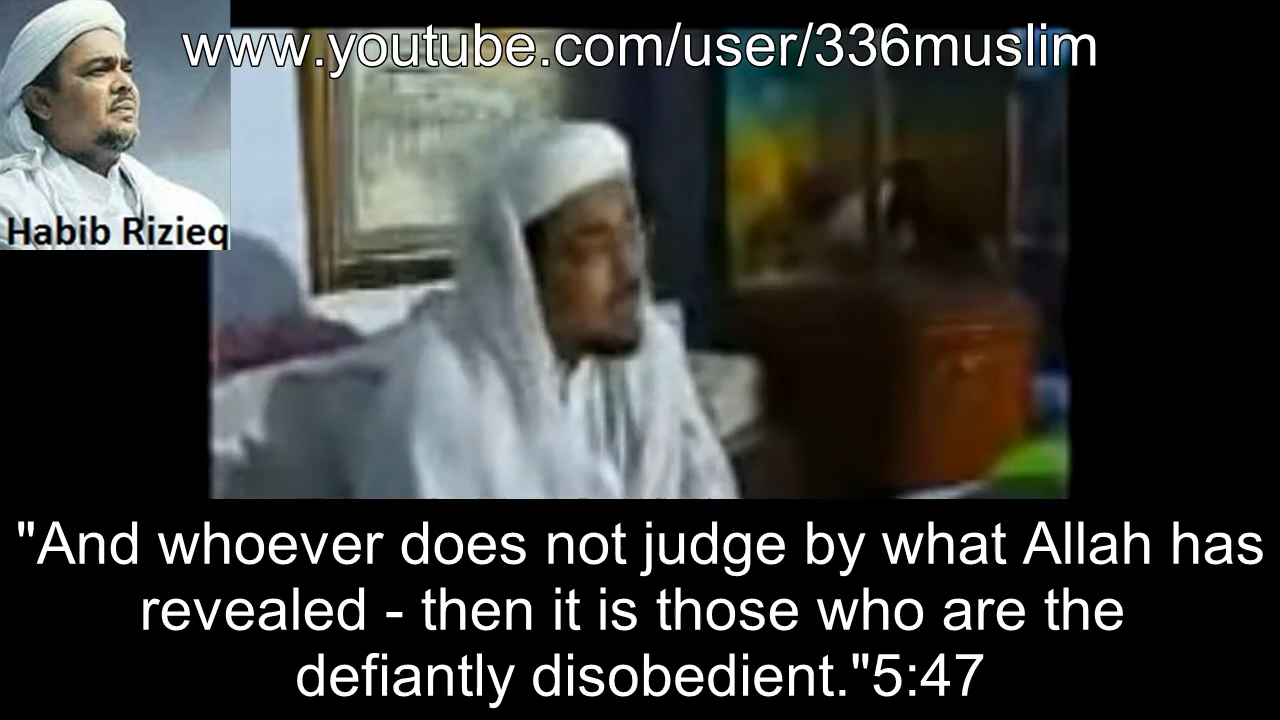 www.youtube.com/user/336muslim
Habib Rizieq
"And whoever does not judge by what Allah has
revealed - then it is those who are the
defiantly disobedient."5:47